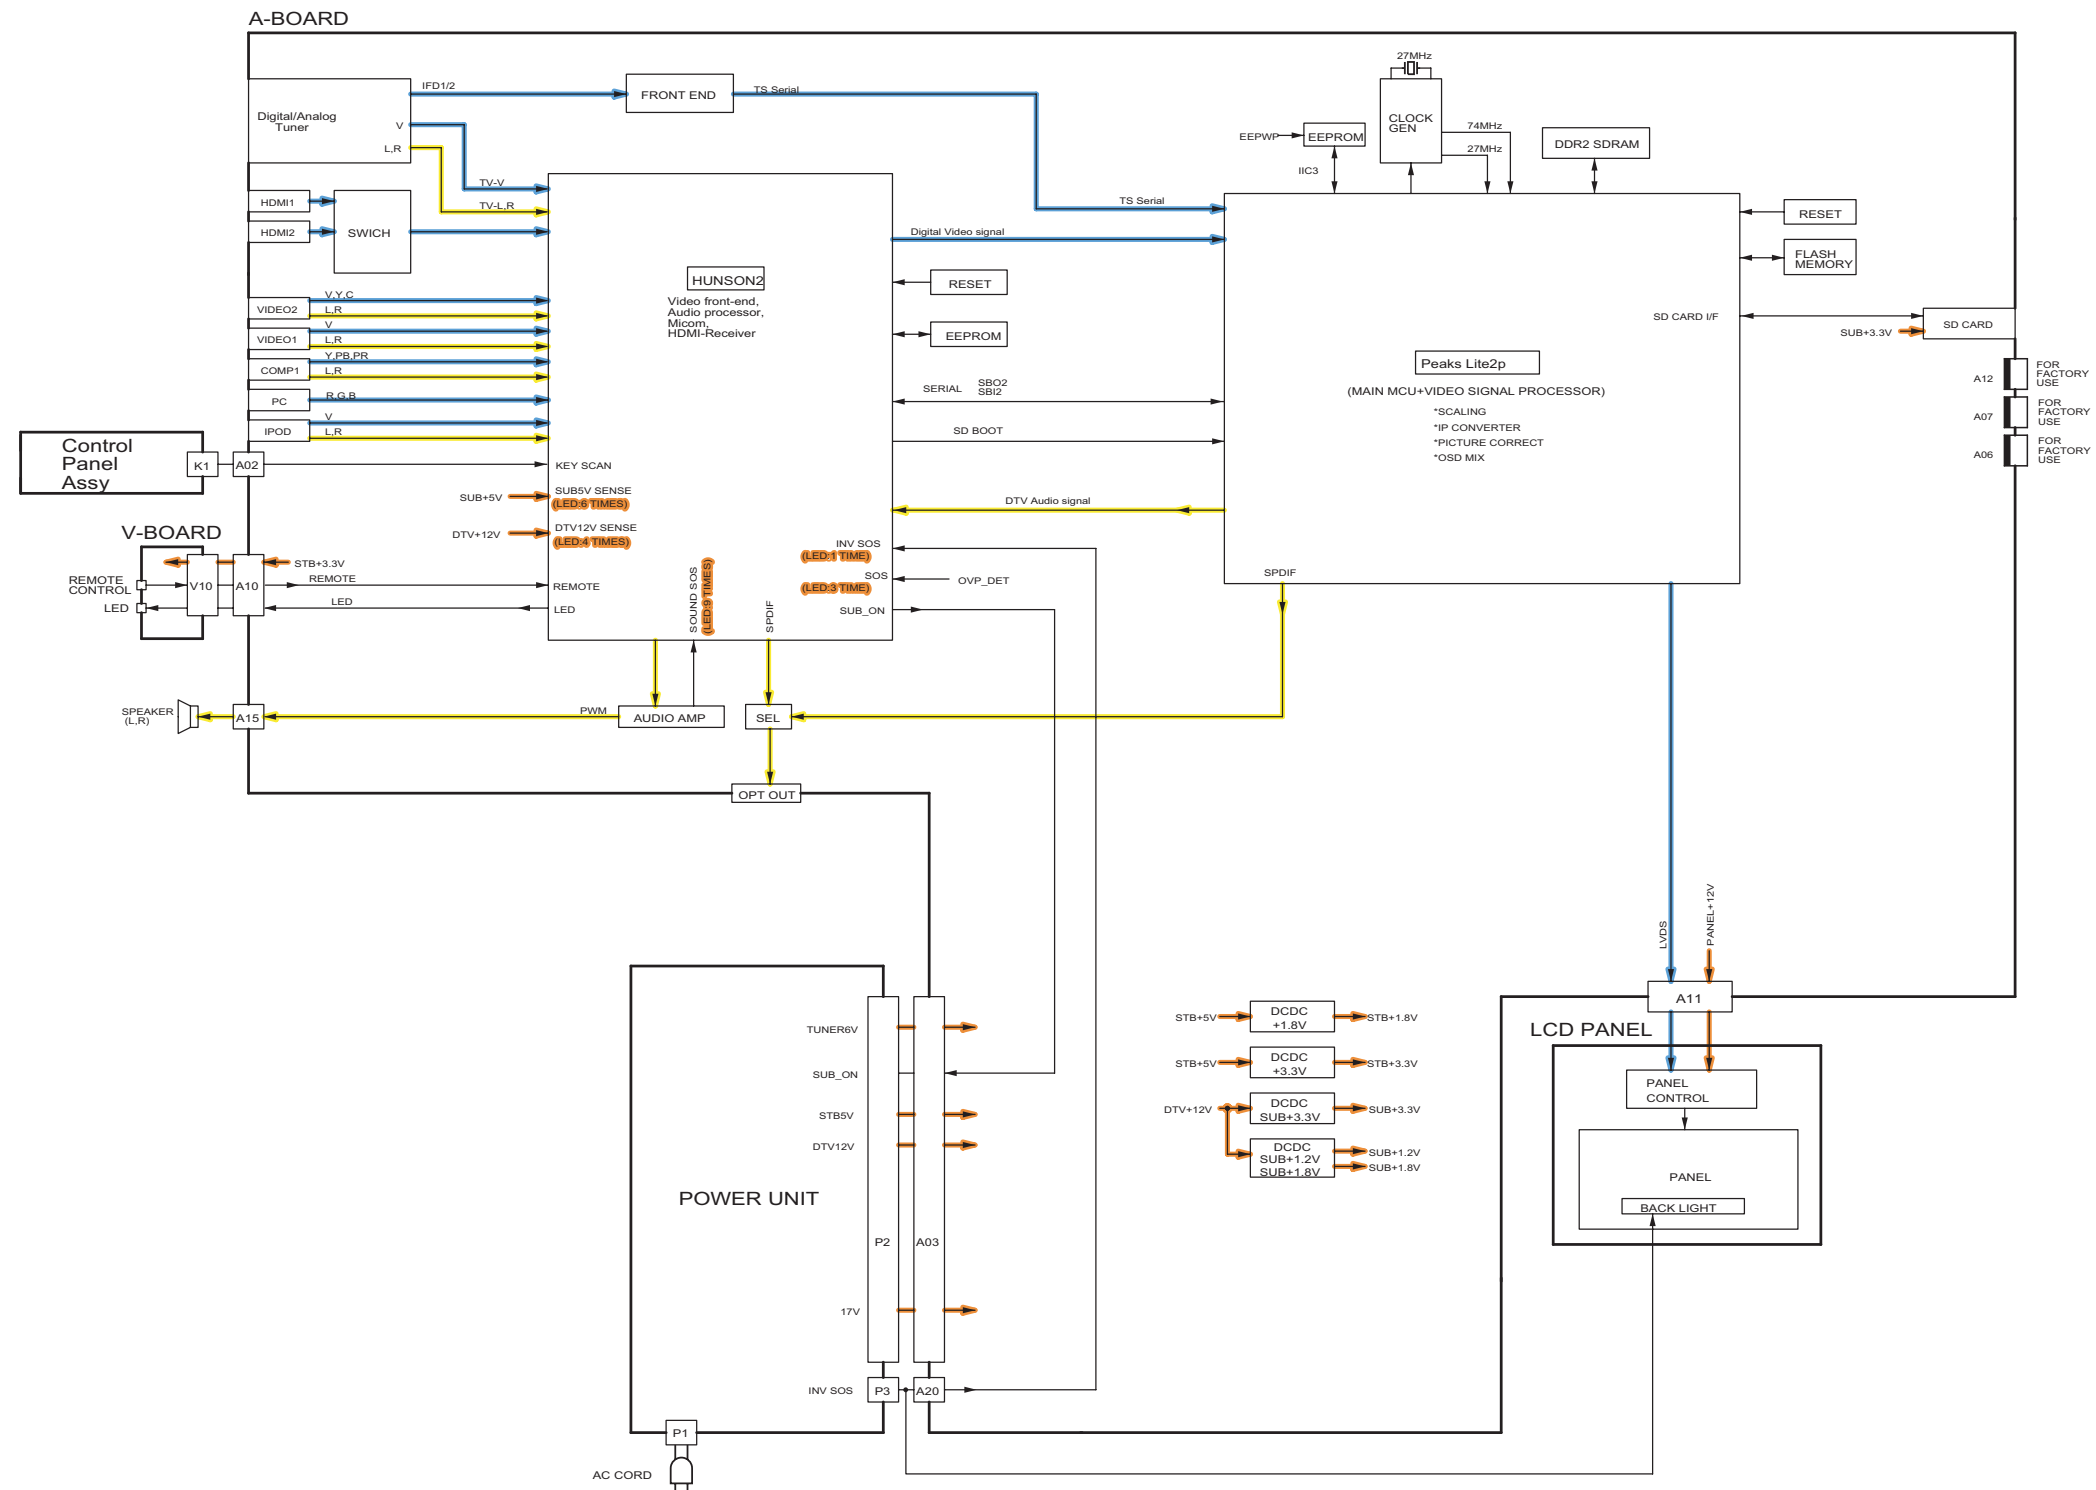 A-BOARD
27MHz
IFD1/2
FRONT END
TS Serial
Digital/Analog
Tuner
V
L,R
CLOCK
GEN
74MHz
27MHz
EEPWP
EEPROM
IIC3
DDR2 SDRAM
TV-V
TV-L,R
TS Serial
HDMI1
HDMI2
SWICH
Digital Video signal
RESET
FLASH
MEMORY
HUNSON2
Video front-end,
Audio processor,
Micom,
HDMI-Receiver
RESET
EEPROM
VIDEO2
V,Y,C
L,R
VIDEO1
V
L,R
COMP1
Y,PB,PR
L,R
PC
R,G,B
IPOD
V
L,R
SD CARD I/F
SD CARD
SUB+3.3V
Peaks Lite2p
(MAIN MCU+VIDEO SIGNAL PROCESSOR)
*SCALING
*IP CONVERTER
*PICTURE CORRECT
*OSD MIX
A12
FOR
FACTORY
USE
A07
FOR
FACTORY
USE
A06
FOR
FACTORY
USE
SERIAL
SBO2
SBI2
SD BOOT
Control
Panel
Assy
K1
A02
KEY SCAN
SUB+5V
SUB5V SENSE
(LED:6 TIMES)
DTV+12V
DTV12V SENSE
(LED:4 TIMES)
DTV Audio signal
V-BOARD
INV SOS
(LED:1 TIME)
SOS
OVP_DET
(LED:3 TIME)
SUB_ON
STB+3.3V
REMOTE
CONTROL
V10
A10
REMOTE
REMOTE
LED
LED
LED
SOUND SOS
(LED:9 TIMES)
SPDIF
SPDIF
SPEAKER
(L,R)
A15
PWM
AUDIO AMP
SEL
OPT OUT
LVDS
PANEL+12V
A11
LCD PANEL
PANEL
CONTROL
PANEL
BACK LIGHT
TUNER6V
SUB_ON
STB5V
DTV12V
POWER UNIT
P2
A03
17V
INV SOS
P3
A20
P1
AC CORD
STB+5V
DCDC
+1.8V
STB+1.8V
STB+5V
DCDC
+3.3V
STB+3.3V
DTV+12V
DCDC
SUB+3.3V
SUB+3.3V
DCDC
SUB+1.2V
SUB+1.8V
SUB+1.2V
SUB+1.8V